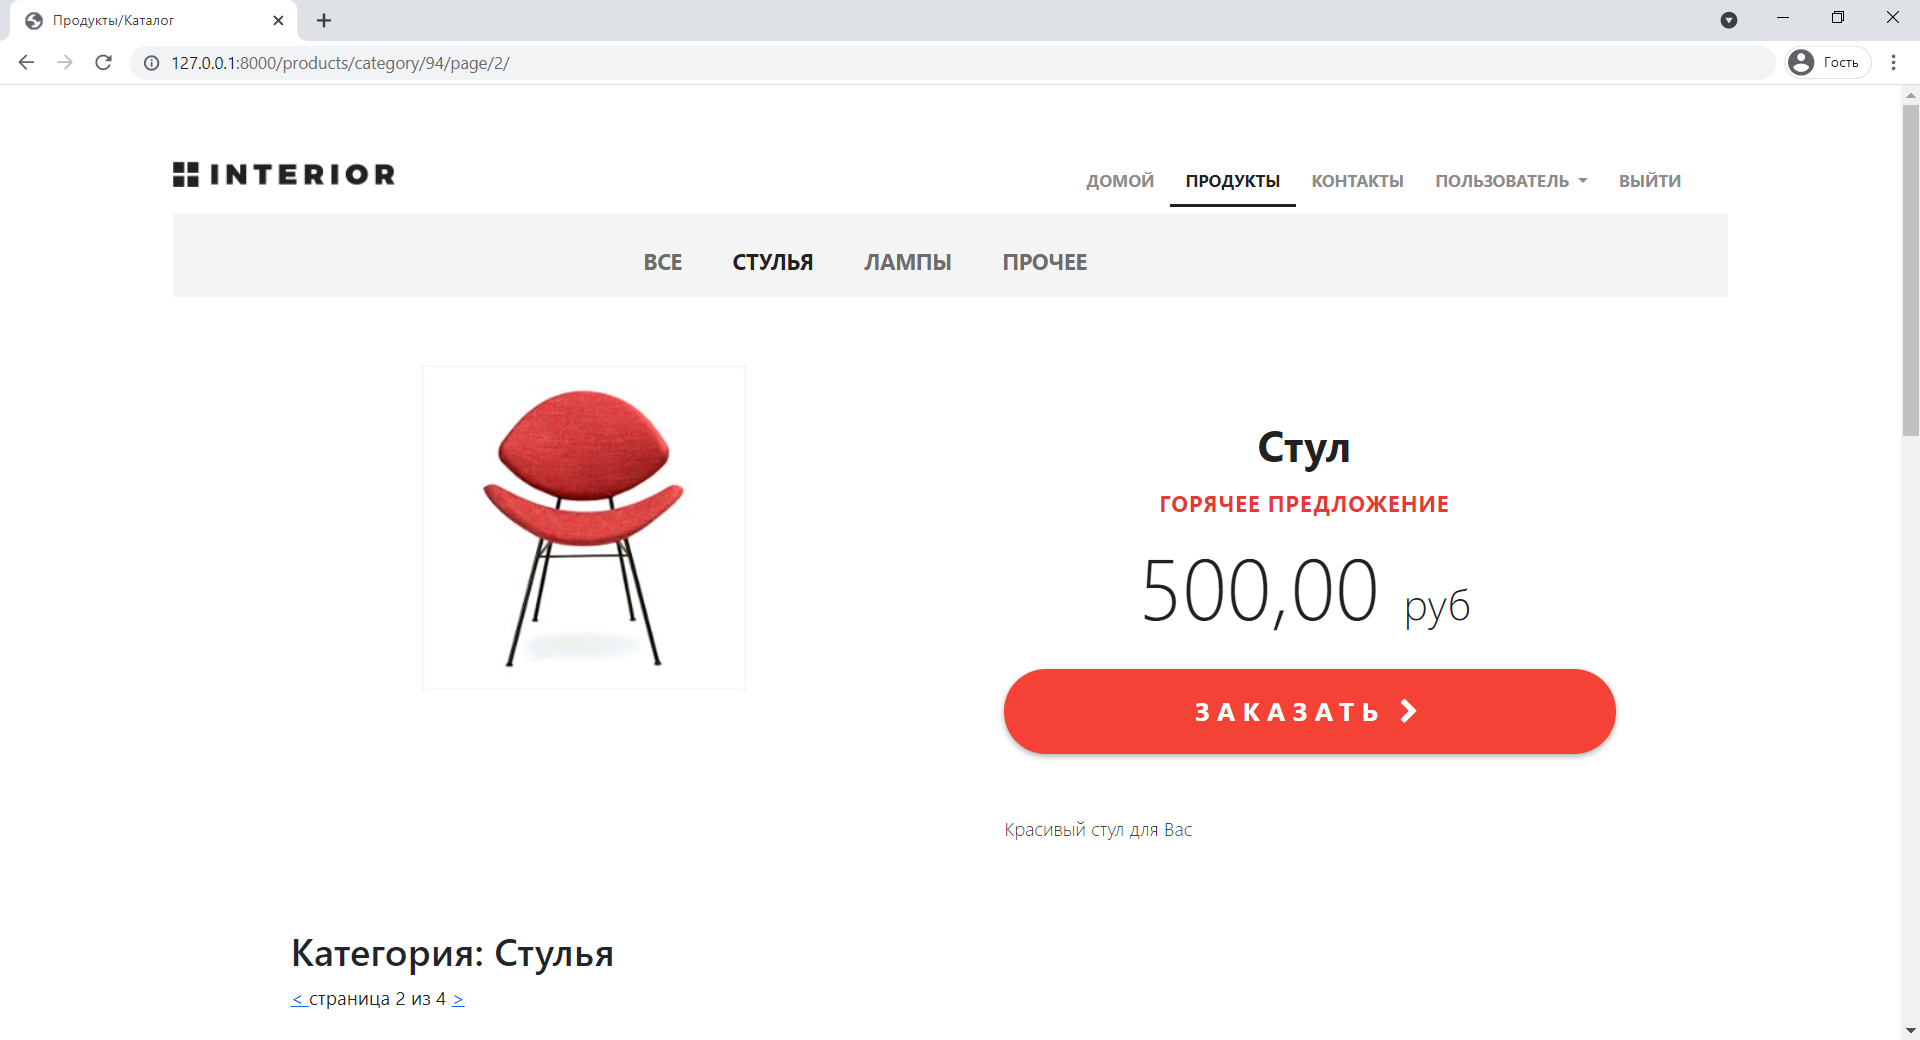 Продукты/Каталог
127.0.0.1:8000/products/category/94/page/2/
Гость
INTERIOR
ДОМОЙ ПРОДУКТЫ КОНТАКТЫ ПОЛЬЗОВАТЕЛЬ ВЫЙТИ
ВСЕ СТУЛЬЯ ЛАМПЫ ПРОЧЕЕ
Стул
ГОРЯЧЕЕ ПРЕДЛОЖЕНИЕ
500,00 руб
ЗАКАЗАТЬ
Красивый стул для Вас
Категория: Стулья
< страница 2 из 4 >